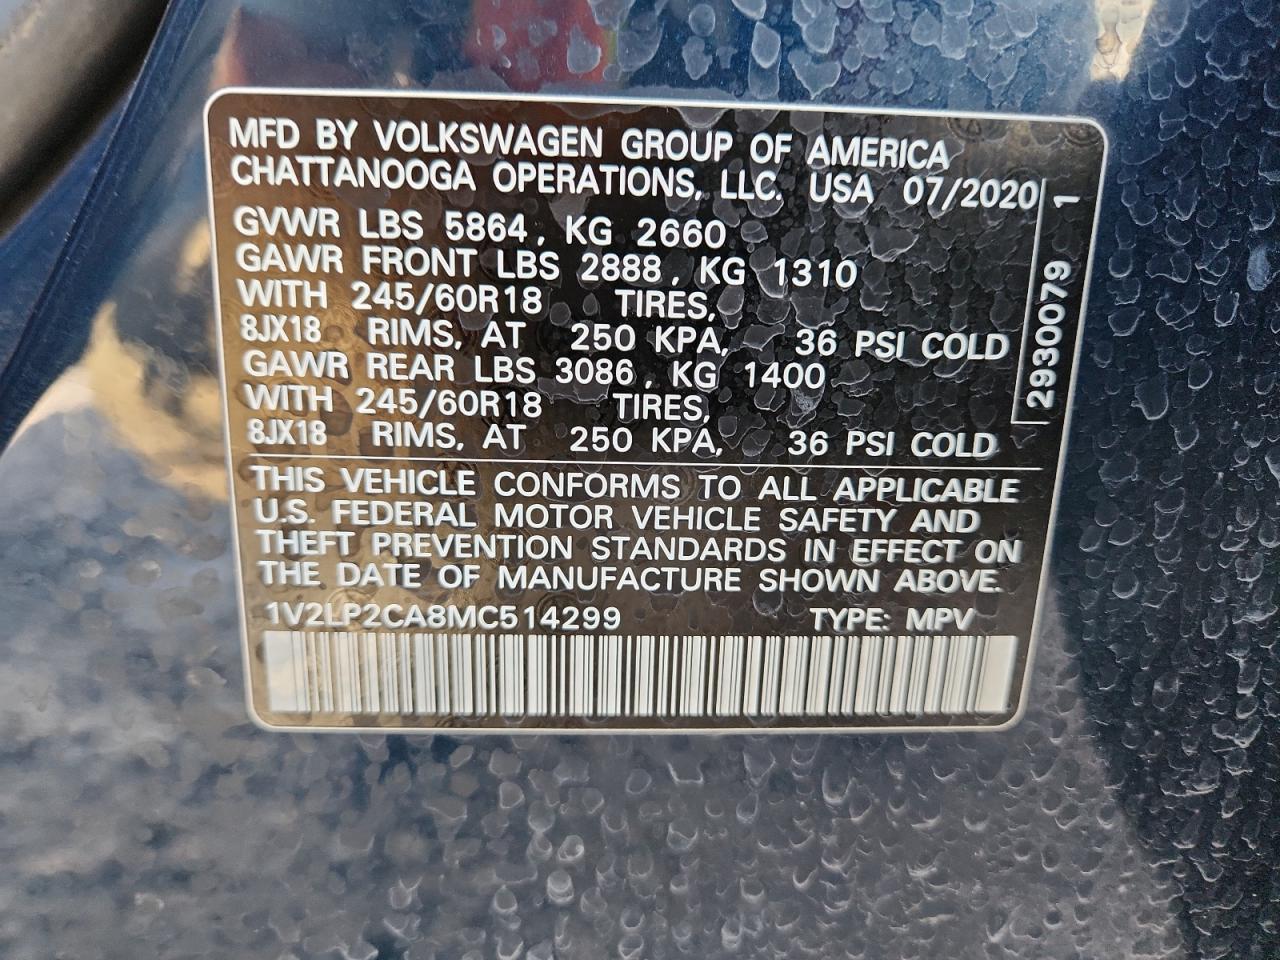 MFD BY VOLKSWAGEN GROUP OF AMERICA
CHATTANOOGA OPERATIONS, LLC. USA 07/2020
GVWR LBS 5864, KG 2660
GAWR FRONT LBS 2888, KG 1310
WITH 245/60R18 TIRES,
8JX18 RIMS, AT 250 KPA, 36 PSI COLD
GAWR REAR LBS 3086, KG 1400
WITH 245/60R18 TIRES,
8JX18 RIMS, AT 250 KPA, 36 PSI COLD
THIS VEHICLE CONFORMS TO ALL APPLICABLE
U.S. FEDERAL MOTOR VEHICLE SAFETY AND
THEFT PREVENTION STANDARDS IN EFFECT ON
THE DATE OF MANUFACTURE SHOWN ABOVE.
1V2LP2CA8MC514299 TYPE: MPV
2930079 1